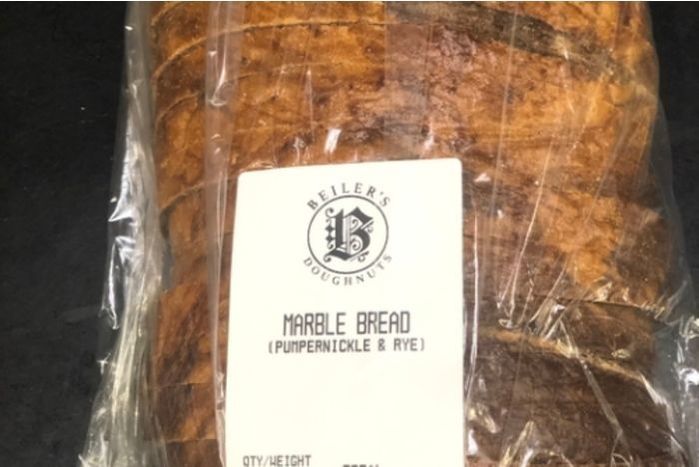 BEILER'S
B
DOUGHNUTS
MARBLE BREAD
(PUMPERNICKLE & RYE)
QTY/WEIGHT